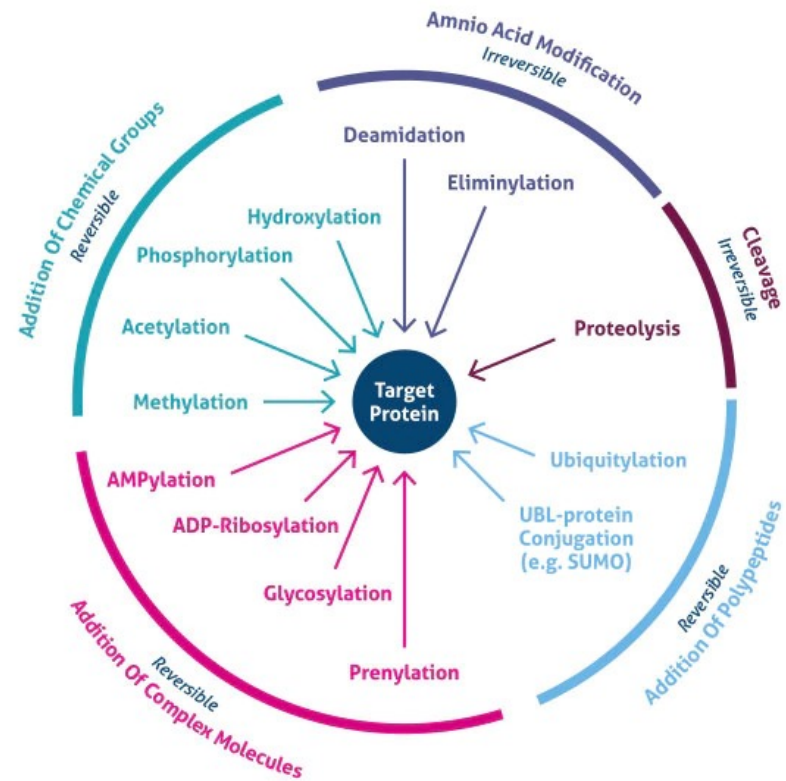 Amnio Acid Modification
Irreversible
Deamidation
Eliminylation
Addition Of Chemical Groups
Reversible
Hydroxylation
Phosphorylation
Acetylation
Methylation
Cleavage
Irreversible
Proteolysis
Target
Protein
AMPylation
ADP-Ribosylation
Glycosylation
Prenylation
Reversible
Addition Of Complex Molecules
Ubiquitylation
UBL-protein
Conjugation
(e.g. SUMO)
Reversible
Addition Of Polypeptides